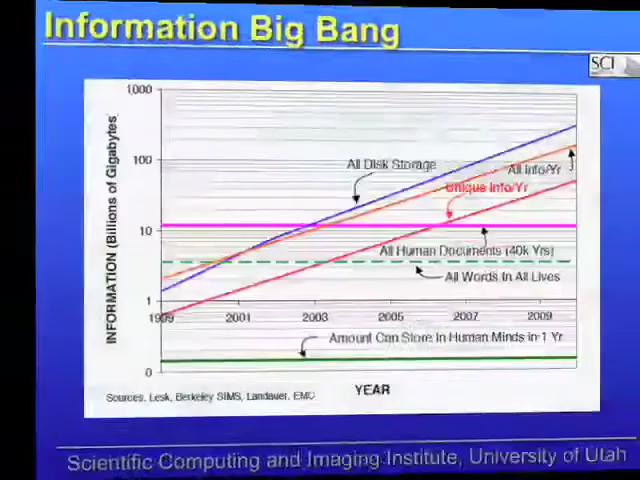 Information Big Bang
SCI
1,000
100
10
1
0
INFORMATION (Billions of Gigabytes)
All Disk Storage
All Info/Yr
Unique Info/Yr
All Human Documents (40k Yrs)
All Words In All Lives
1999 2001 2003 2005 2007 2009
Amount Can Store In Human Minds in 1 Yr
YEAR
Sources, Lesk, Berkeley SIMS, Landauer, EMC
Scientific Computing and Imaging Institute, University of Utah